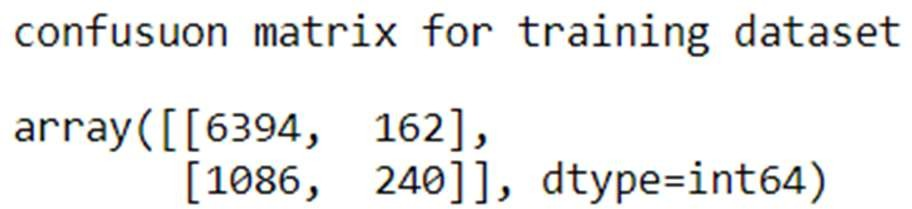 confusuon matrix for training dataset
array([[6394,  162],
       [1086,  240]], dtype=int64)